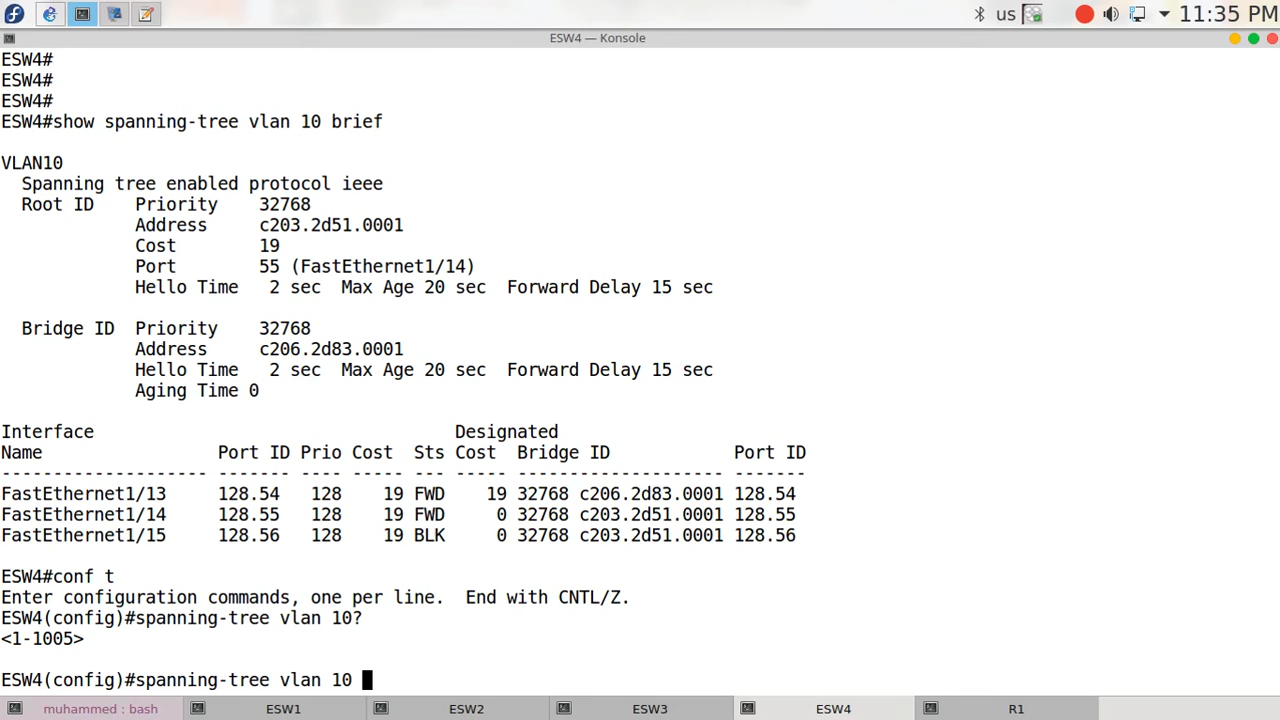 us
11:35 PM
ESW4 — Konsole
ESW4#
ESW4#
ESW4#
ESW4#show spanning-tree vlan 10 brief
VLAN10
  Spanning tree enabled protocol ieee
  Root ID    Priority    32768
             Address     c203.2d51.0001
             Cost        19
             Port        55 (FastEthernet1/14)
             Hello Time   2 sec  Max Age 20 sec  Forward Delay 15 sec
  Bridge ID  Priority    32768
             Address     c206.2d83.0001
             Hello Time   2 sec  Max Age 20 sec  Forward Delay 15 sec
             Aging Time 0
Interface                                   Designated
Name                 Port ID Prio Cost  Sts Cost  Bridge ID            Port ID
-------------------- ------- ---- ----- --- ----- -------------------- -------
FastEthernet1/13     128.54   128    19 FWD    19 32768 c206.2d83.0001 128.54
FastEthernet1/14     128.55   128    19 FWD     0 32768 c203.2d51.0001 128.55
FastEthernet1/15     128.56   128    19 BLK     0 32768 c203.2d51.0001 128.56
ESW4#conf t
Enter configuration commands, one per line.  End with CNTL/Z.
ESW4(config)#spanning-tree vlan 10?
<1-1005>
ESW4(config)#spanning-tree vlan 10
muhammed : bash
ESW1
ESW2
ESW3
ESW4
R1